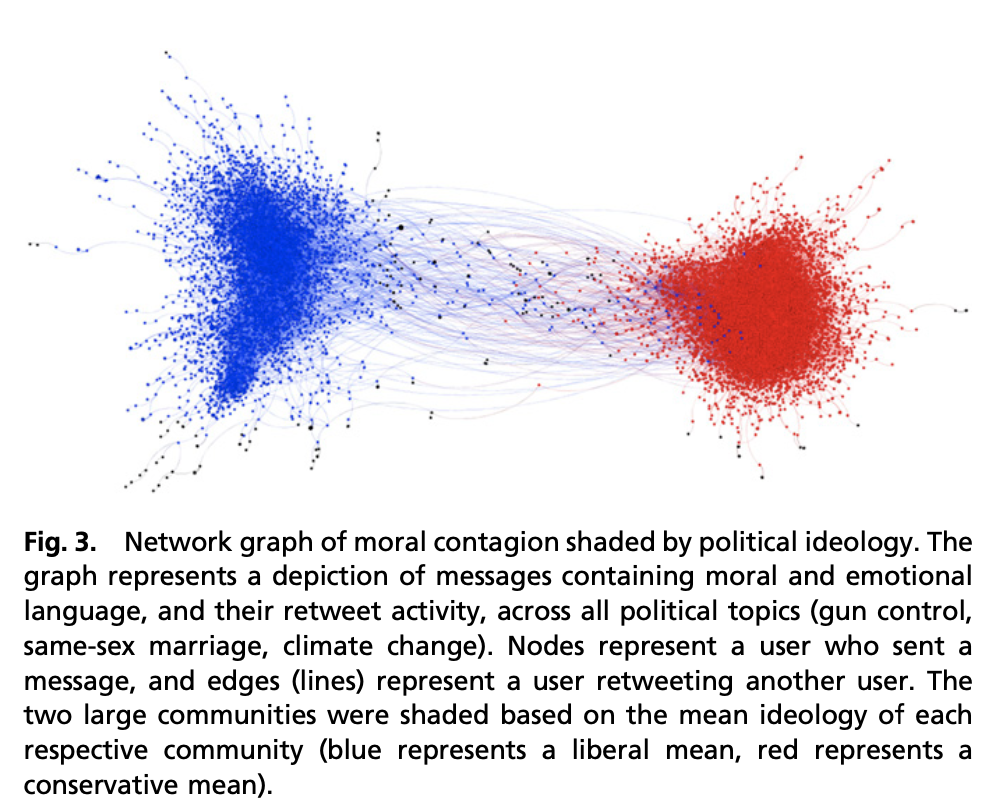 Fig. 3. Network graph of moral contagion shaded by political ideology. The
graph represents a depiction of messages containing moral and emotional
language, and their retweet activity, across all political topics (gun control,
same-sex marriage, climate change). Nodes represent a user who sent a
message, and edges (lines) represent a user retweeting another user. The
two large communities were shaded based on the mean ideology of each
respective community (blue represents a liberal mean, red represents a
conservative mean).